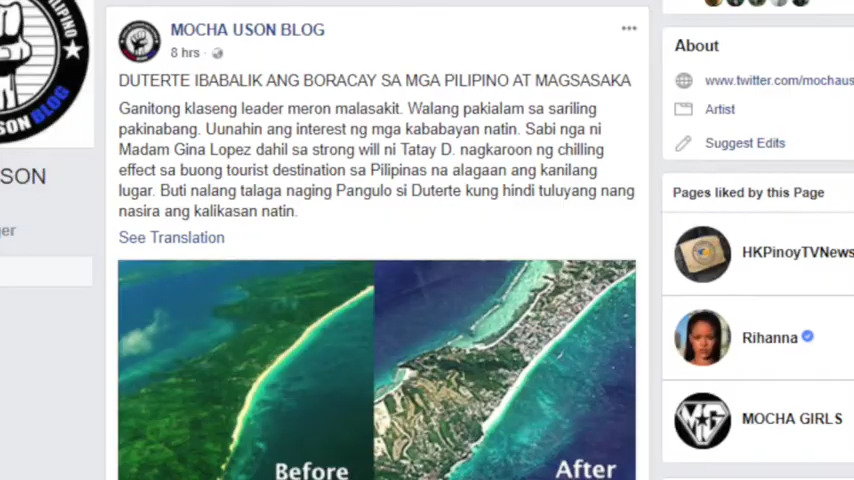 PILIPINO
SON BLOG
SON
er
MOCHA USON BLOG
8 hrs ·
DUTERTE IBABALIK ANG BORACAY SA MGA PILIPINO AT MAGSASAKA
Ganitong klaseng leader meron malasakit. Walang pakialam sa sariling
pakinabang. Uunahin ang interest ng mga kababayan natin. Sabi nga ni
Madam Gina Lopez dahil sa strong will ni Tatay D. nagkaroon ng chilling
effect sa buong tourist destination sa Pilipinas na alagaan ang kanilang
lugar. Buti nalang talaga naging Pangulo si Duterte kung hindi tuluyang nang
nasira ang kalikasan natin.
See Translation
Before
After
About
www.twitter.com/mochaus
Artist
Suggest Edits
Pages liked by this Page
HKPinoyTVNews
Rihanna
MG
MOCHA GIRLS